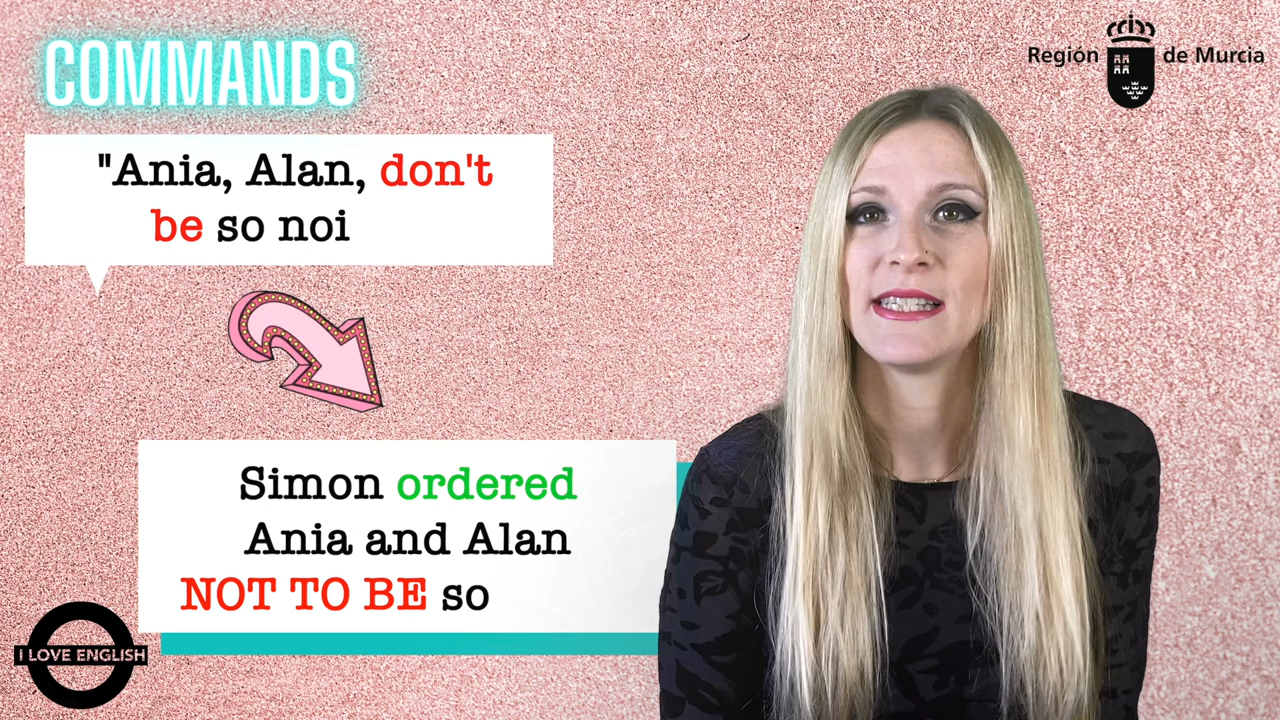 COMMANDS
Región de Murcia
"Ania, Alan, don't
be so noi
Simon ordered
Ania and Alan
NOT TO BE so
I LOVE ENGLISH